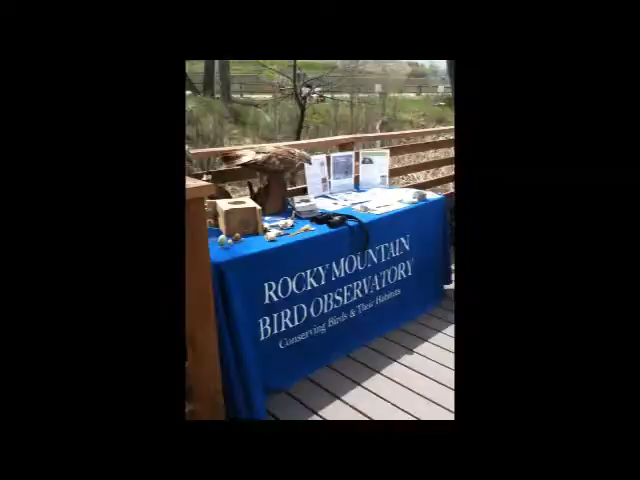 ROCKY MOUNTAIN
BIRD OBSERVATORY
Conserving Birds & Their Habitats